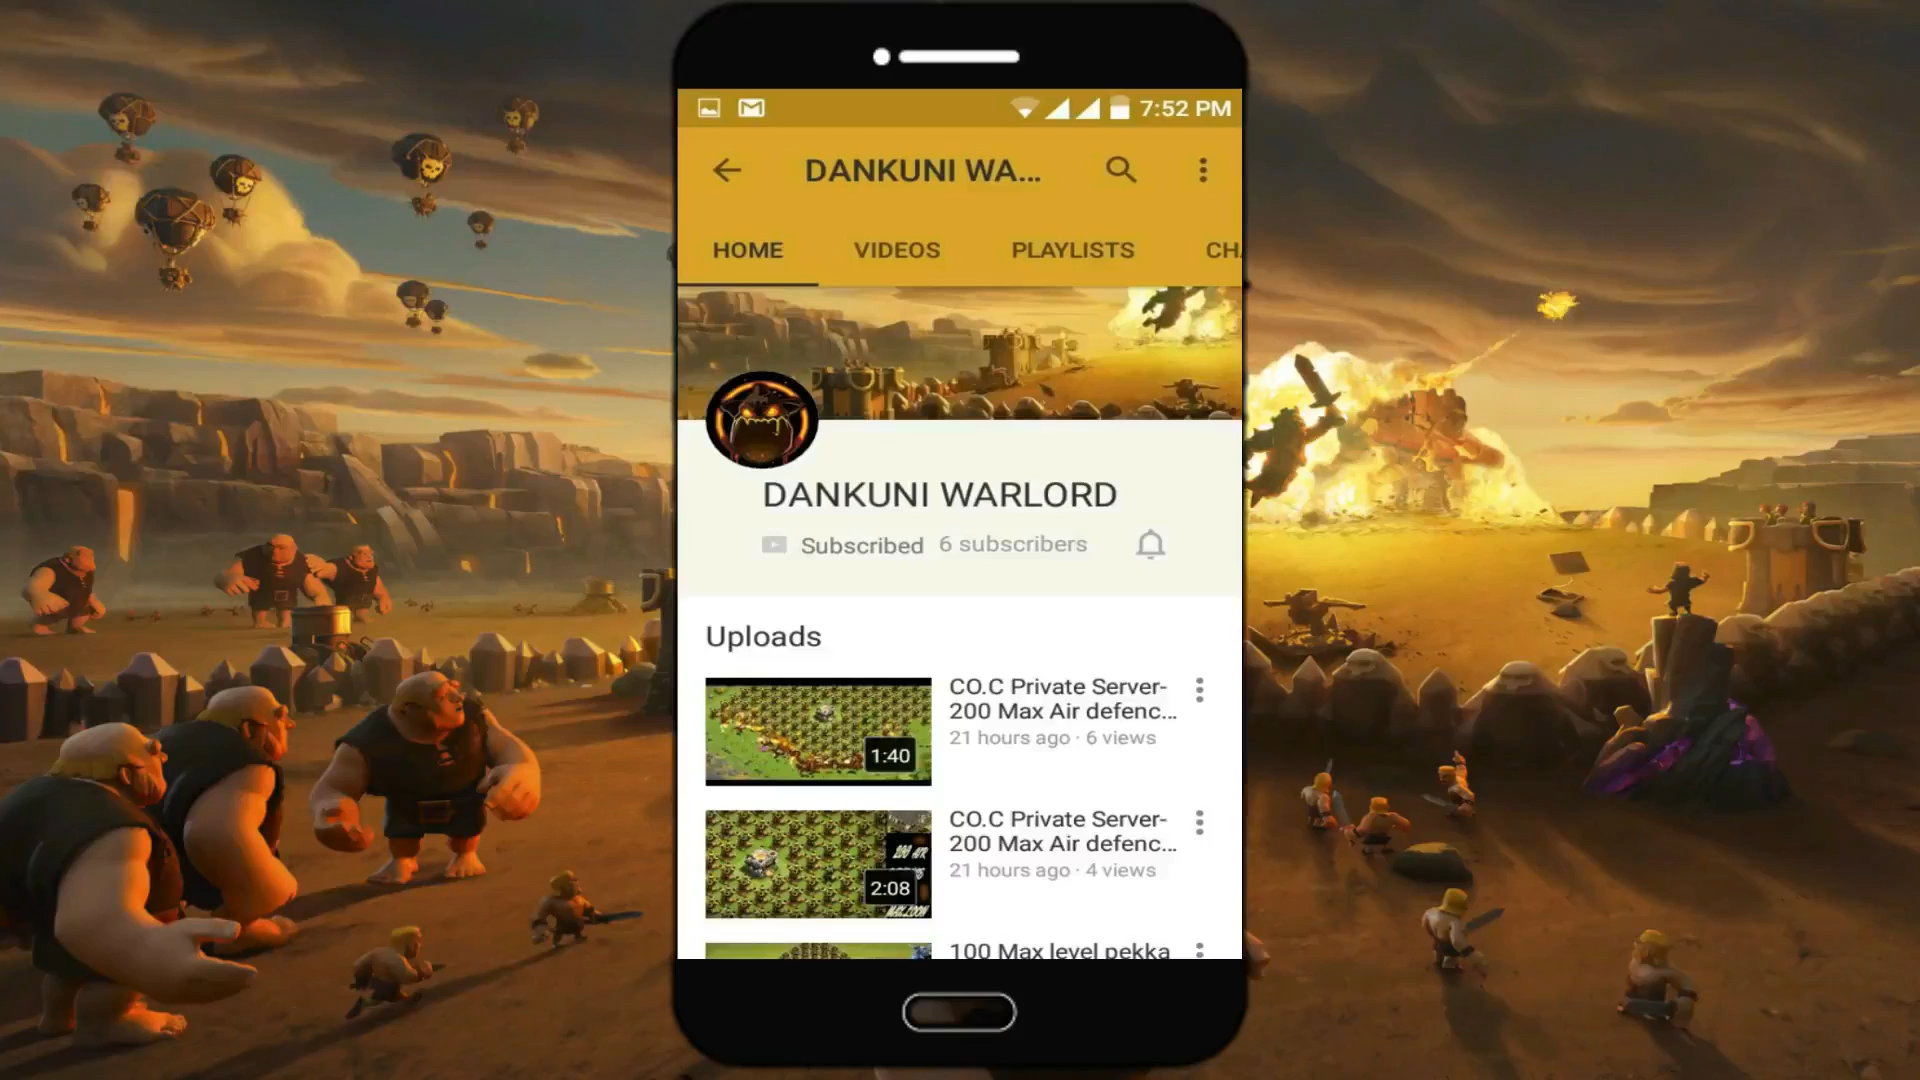 7:52 PM
DANKUNI WA...
HOME VIDEOS PLAYLISTS CH
DANKUNI WARLORD
Subscribed 6 subscribers
Uploads
CO.C Private Server-
200 Max Air defenc...
21 hours ago · 6 views
1:40
CO.C Private Server-
200 Max Air defenc...
21 hours ago · 4 views
200 AIR
2:08
100 Max level pekka